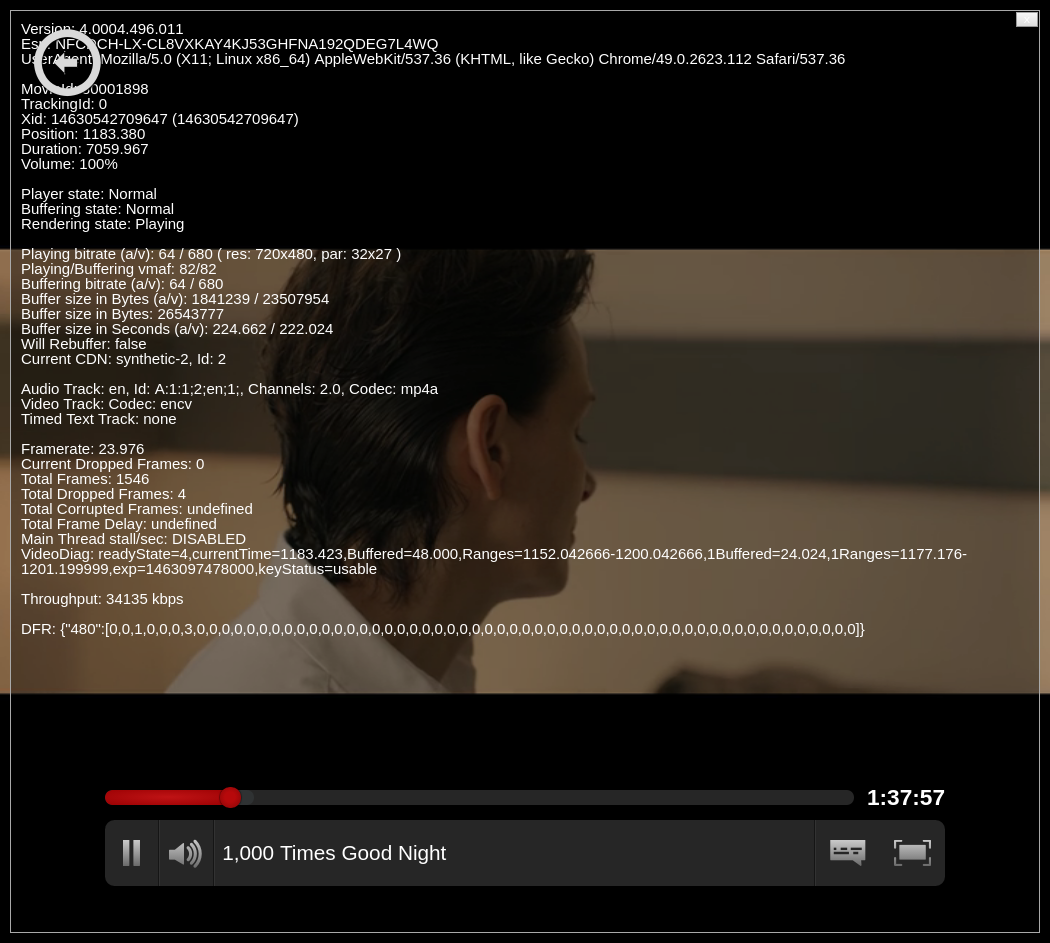 Version: 4.0004.496.011
Esn: NFCDCH-LX-CL8VXKAY4KJ53GHFNA192QDEG7L4WQ
UserAgent: Mozilla/5.0 (X11; Linux x86_64) AppleWebKit/537.36 (KHTML, like Gecko) Chrome/49.0.2623.112 Safari/537.36
MovieId: 80001898
TrackingId: 0
Xid: 14630542709647 (14630542709647)
Position: 1183.380
Duration: 7059.967
Volume: 100%
Player state: Normal
Buffering state: Normal
Rendering state: Playing
Playing bitrate (a/v): 64 / 680 ( res: 720x480, par: 32x27 )
Playing/Buffering vmaf: 82/82
Buffering bitrate (a/v): 64 / 680
Buffer size in Bytes (a/v): 1841239 / 23507954
Buffer size in Bytes: 26543777
Buffer size in Seconds (a/v): 224.662 / 222.024
Will Rebuffer: false
Current CDN: synthetic-2, Id: 2
Audio Track: en, Id: A:1:1;2;en;1;, Channels: 2.0, Codec: mp4a
Video Track: Codec: encv
Timed Text Track: none
Framerate: 23.976
Current Dropped Frames: 0
Total Frames: 1546
Total Dropped Frames: 4
Total Corrupted Frames: undefined
Total Frame Delay: undefined
Main Thread stall/sec: DISABLED
VideoDiag: readyState=4,currentTime=1183.423,Buffered=48.000,Ranges=1152.042666-1200.042666,1Buffered=24.024,1Ranges=1177.176-
1201.199999,exp=1463097478000,keyStatus=usable
Throughput: 34135 kbps
DFR: {"480":[0,0,1,0,0,0,3,0,0,0,0,0,0,0,0,0,0,0,0,0,0,0,0,0,0,0,0,0,0,0,0,0,0,0,0,0,0,0,0,0,0,0,0,0,0,0,0,0,0,0,0,0,0,0,0,0,0,0,0,0]}
1:37:57
1,000 Times Good Night